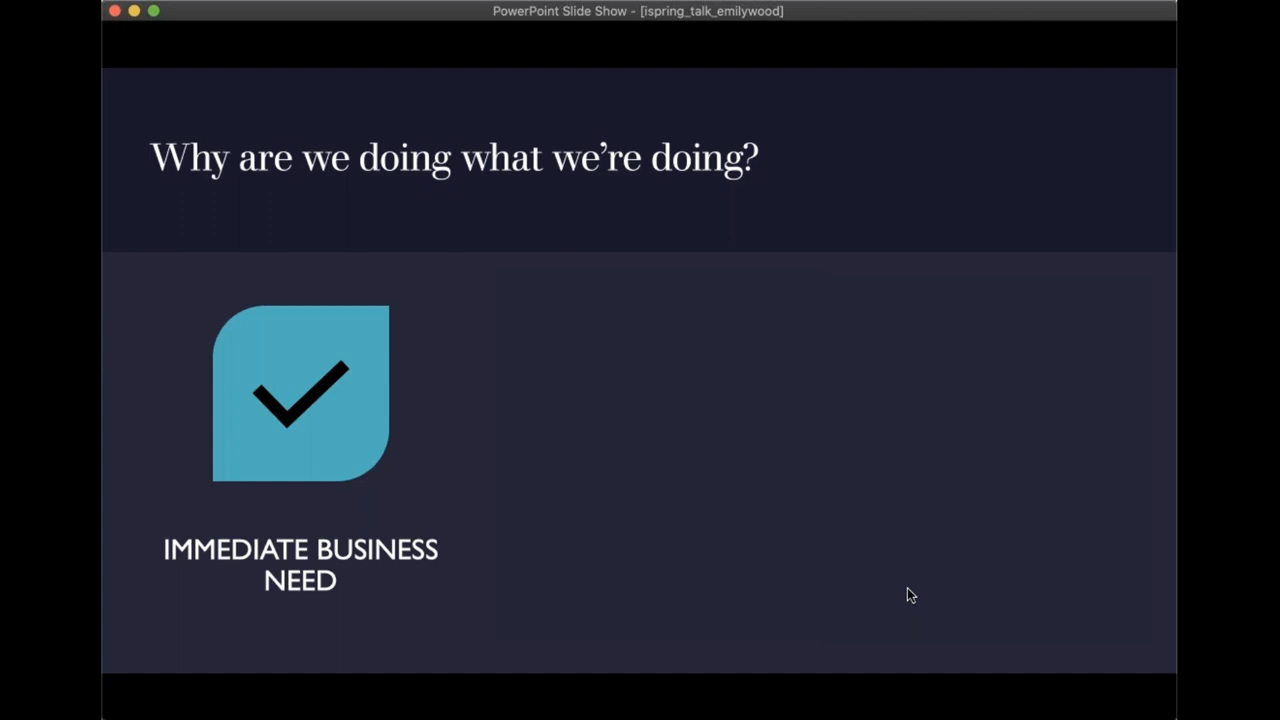 PowerPoint Slide Show - [ispring_talk_emilywood]
Why are we doing what we’re doing?
IMMEDIATE BUSINESS
NEED